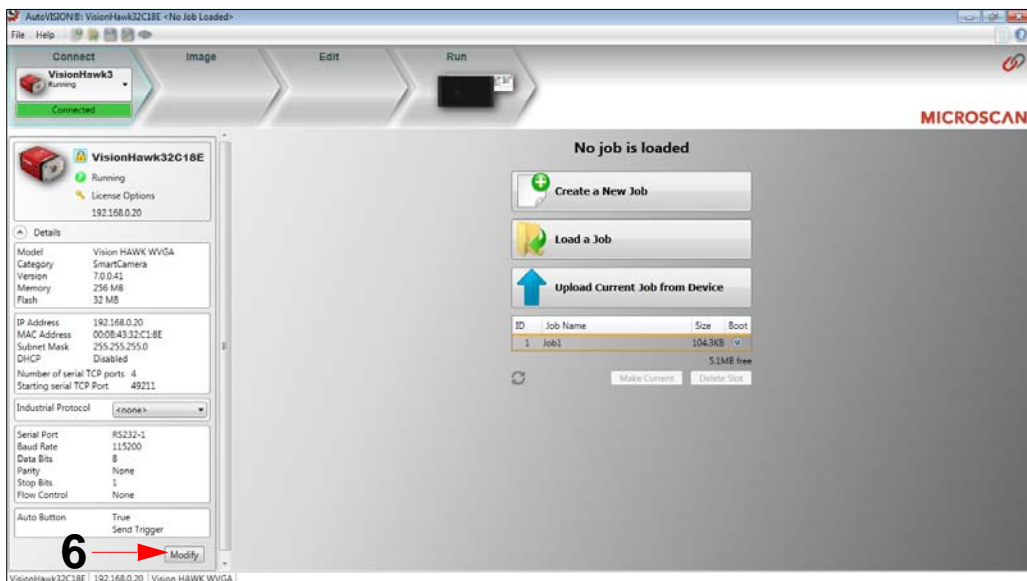 AutoVISION®: VisionHawk32C18E <No Job Loaded>
File Help
Connect Image Edit Run
VisionHawk3
Running
Connected
MICROSCAN
VisionHawk32C18E
Running
License Options
192.168.0.20
Details
Model Vision HAWK WVGA
Category SmartCamera
Version 7.0.0.41
Memory 256 MB
Flash 32 MB
IP Address 192.168.0.20
MAC Address 00:0B:43:32:C1:8E
Subnet Mask 255.255.255.0
DHCP Disabled
Number of serial TCP ports 4
Starting serial TCP Port 49211
Industrial Protocol <none>
Serial Port RS232-1
Baud Rate 115200
Data Bits 8
Parity None
Stop Bits 1
Flow Control None
Auto Button True
Send Trigger
6 Modify
No job is loaded
Create a New Job
Load a Job
Upload Current Job from Device
ID Job Name Size Boot
1 Job1 104.3KB
5.1MB free
Make Current Delete Slot
VisionHawk32C18E 192.168.0.20 Vision HAWK WVGA